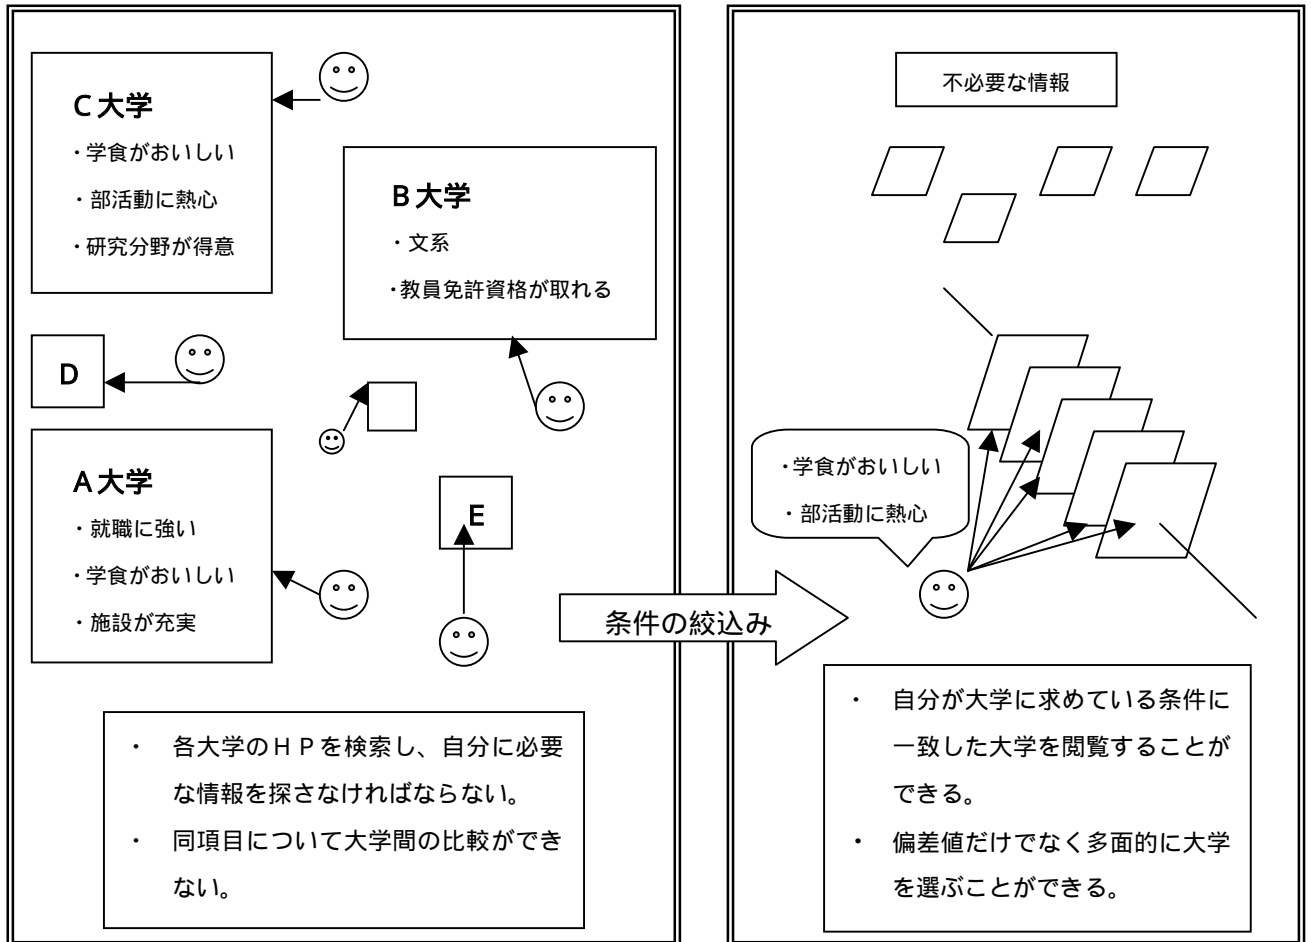 C大学
・学食がおいしい
・部活動に熱心
・研究分野が得意
B大学
・文系
・教員免許資格が取れる
D
A大学
・就職に強い
・学食がおいしい
・施設が充実
E
・ 各大学のHPを検索し、自分に必要
な情報を探さなければならない。
・ 同項目について大学間の比較ができ
ない。
条件の絞込み
不必要な情報
・学食がおいしい
・部活動に熱心
・ 自分が大学に求めている条件に
一致した大学を閲覧することが
できる。
・ 偏差値だけでなく多面的に大学
を選ぶことができる。